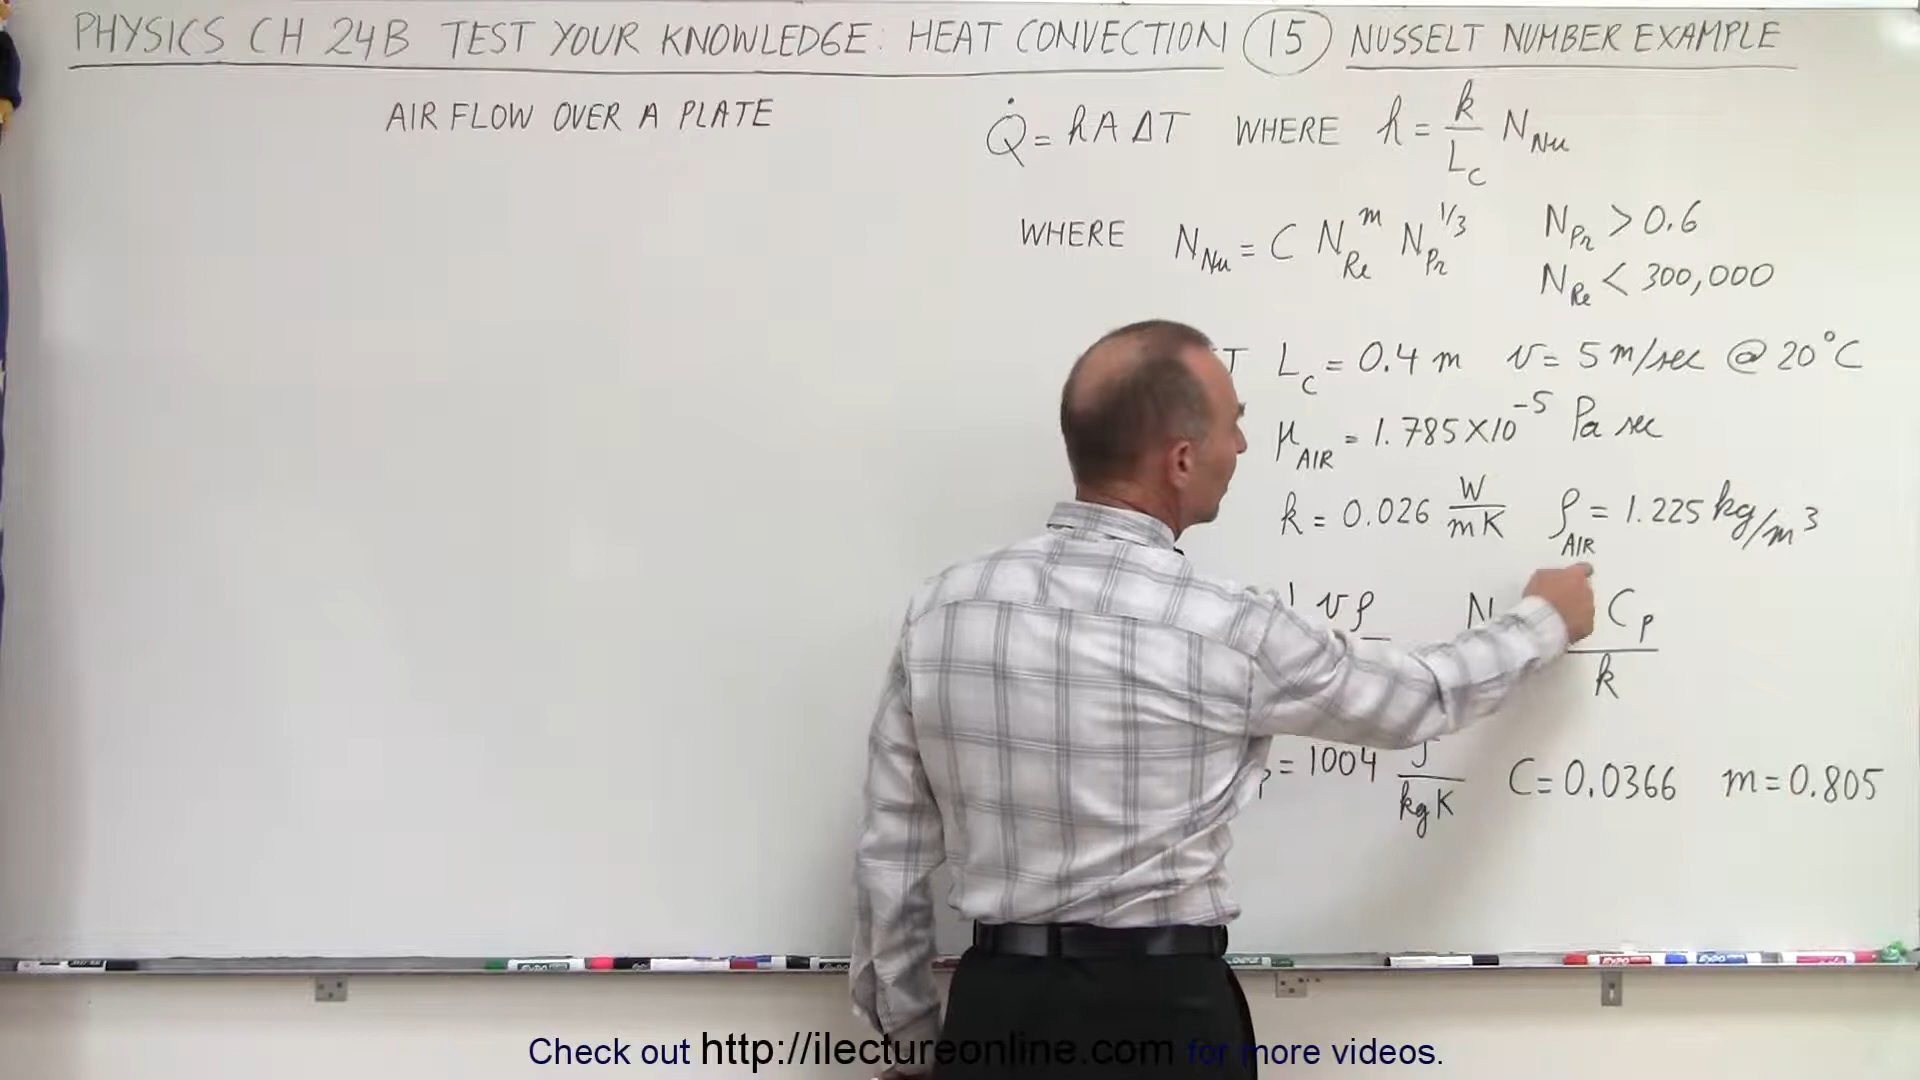 PHYSICS CH 24B TEST YOUR KNOWLEDGE: HEAT CONVECTION 15 NUSSELT NUMBER EXAMPLE
AIR FLOW OVER A PLATE
Q̇ = hAΔT WHERE h = k/L_C N_Nu
WHERE N_Nu = C N_Re^m N_Pr^1/3 N_Pr > 0.6
N_Re < 300,000
T L_C = 0.4 m v = 5 m/sec @ 20°C
μ_AIR = 1.785×10^-5 Pa sec
k = 0.026 W/mK ρ_AIR = 1.225 kg/m³
vρ N C_p
k
p = 1004 J/kgK C = 0.0366 m = 0.805
Check out http://ilectureonline.com for more videos.